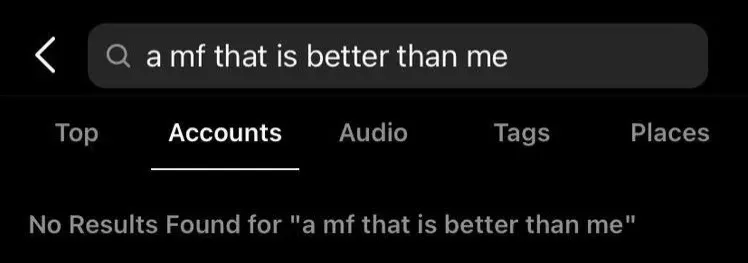 a mf that is better than me
Top Accounts Audio Tags Places
No Results Found for "a mf that is better than me"